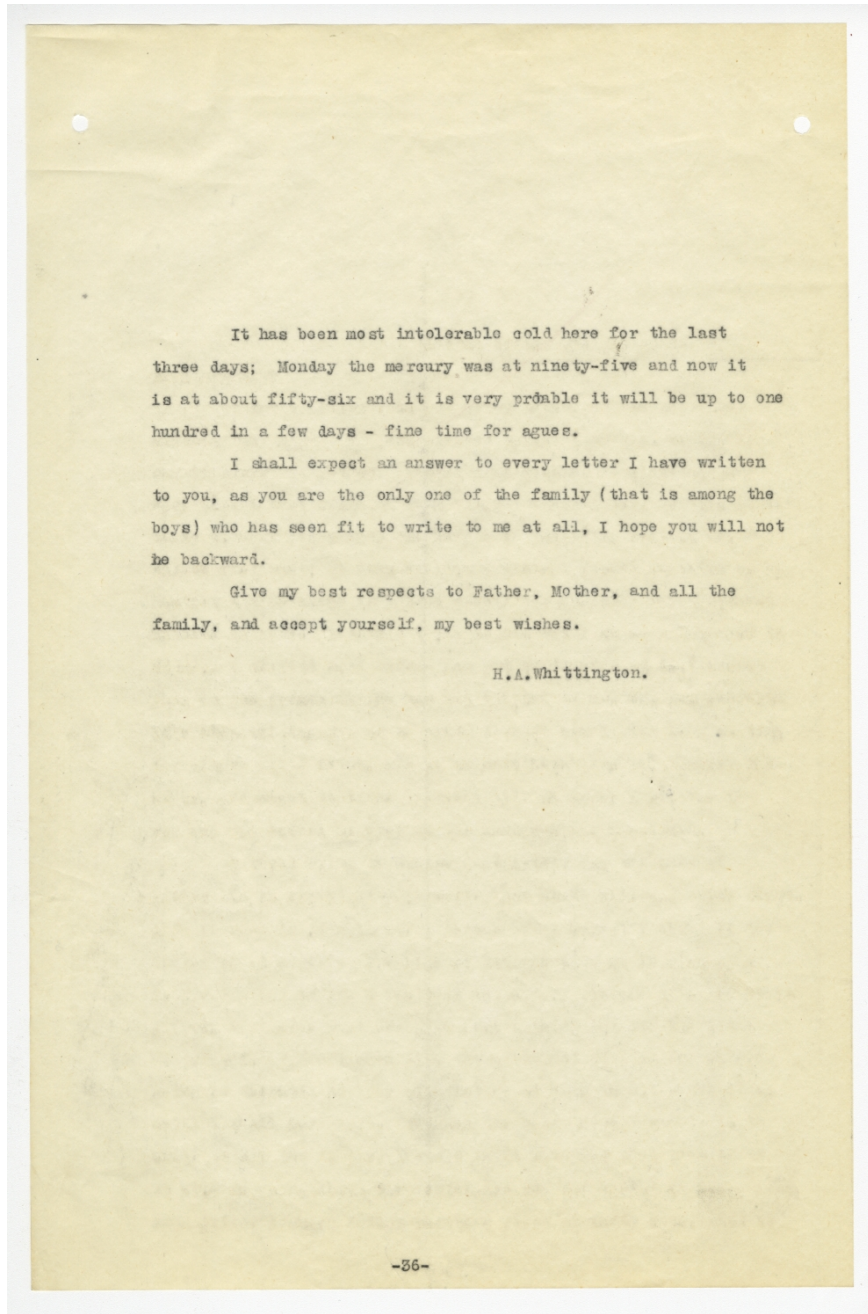 It has been most intolerable cold here for the last
three days; Monday the mercury was at ninety-five and now it
is at about fifty-six and it is very prdable it will be up to one
hundred in a few days - fine time for agues.
I shall expect an answer to every letter I have written
to you, as you are the only one of the family (that is among the
boys) who has seen fit to write to me at all, I hope you will not
be backward.
Give my best respects to Father, Mother, and all the
family, and accept yourself, my best wishes.
H.A.Whittington.
-36-